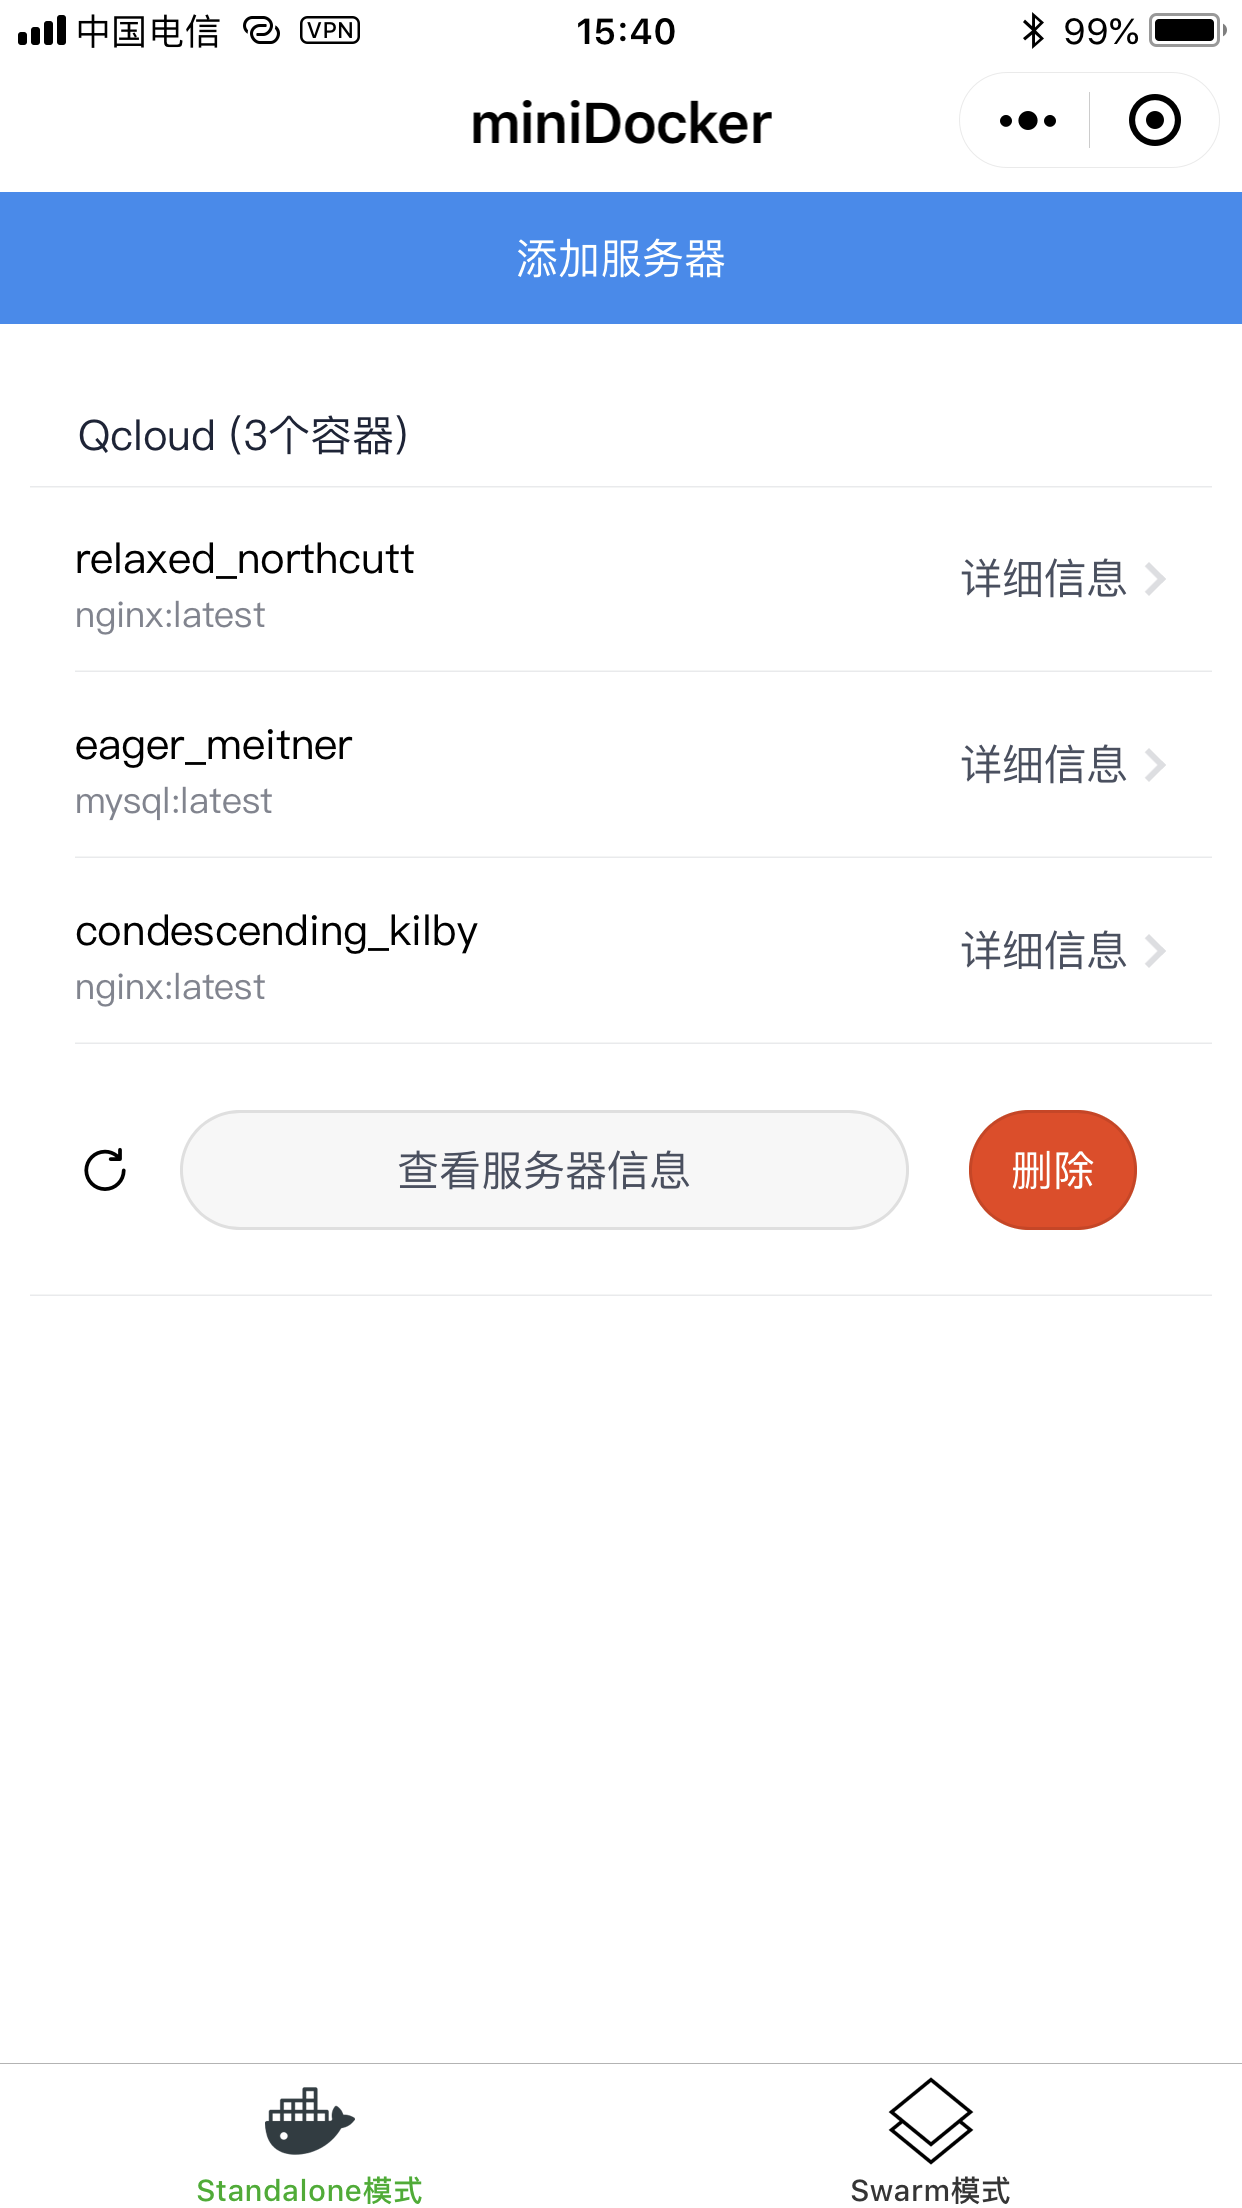 中国电信 VPN 15:40 99%
miniDocker
添加服务器
Qcloud (3个容器)
relaxed_northcutt
nginx:latest
详细信息
eager_meitner
mysql:latest
详细信息
condescending_kilby
nginx:latest
详细信息
查看服务器信息 删除
Standalone模式 Swarm模式